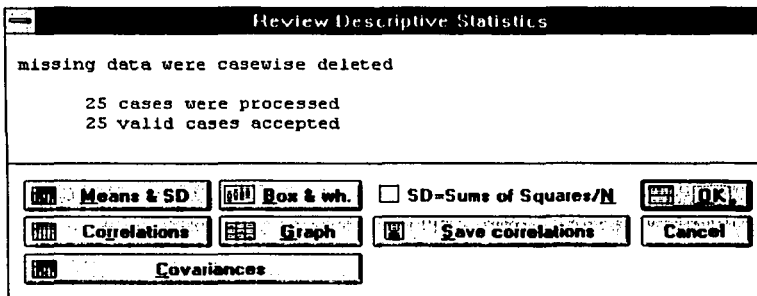 Review Descriptive Statistics
missing data were casewise deleted
25 cases were processed
25 valid cases accepted
Means & SD
Box & wh.
SD=Sums of Squares/N
OK
Correlations
Graph
Save correlations
Cancel
Covariances